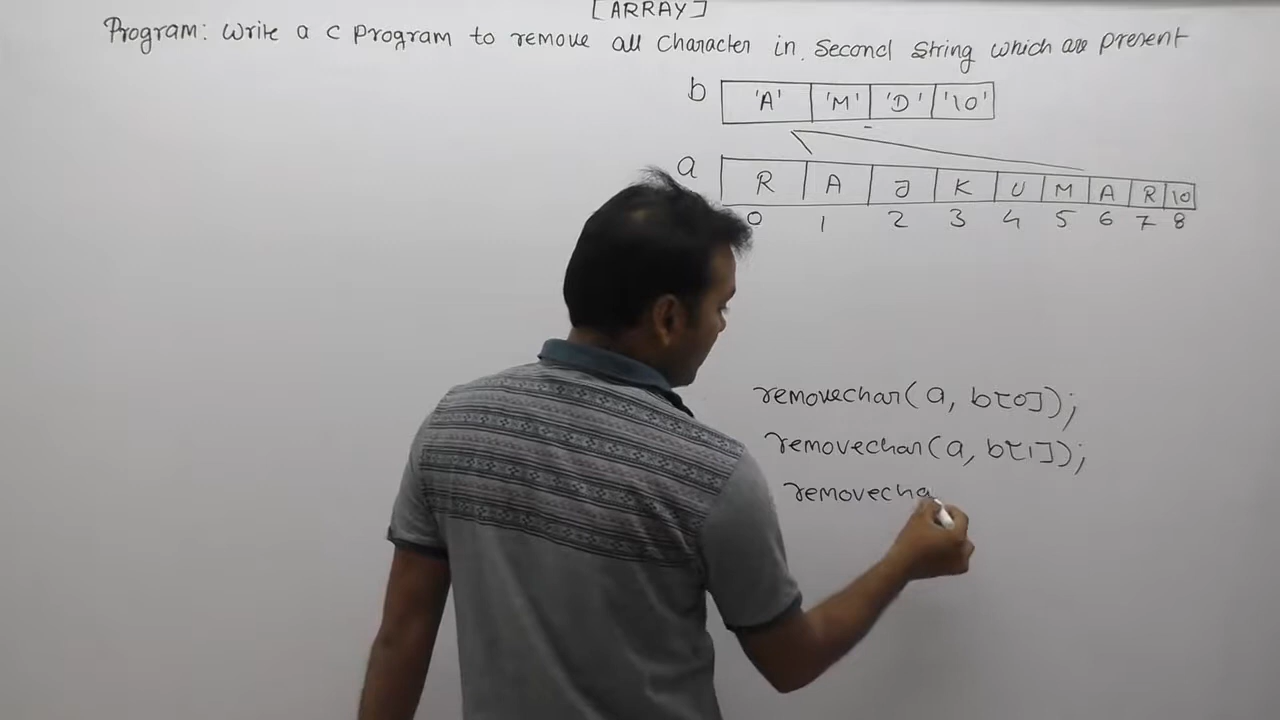 [ARRAY]
Program: Write a C program to remove all Character in Second String which are present
b 'A' 'M' 'D' '\0'
a R A J K U M A R \0
0 1 2 3 4 5 6 7 8
removechar(a, b[0]);
removechar(a, b[1]);
removecha